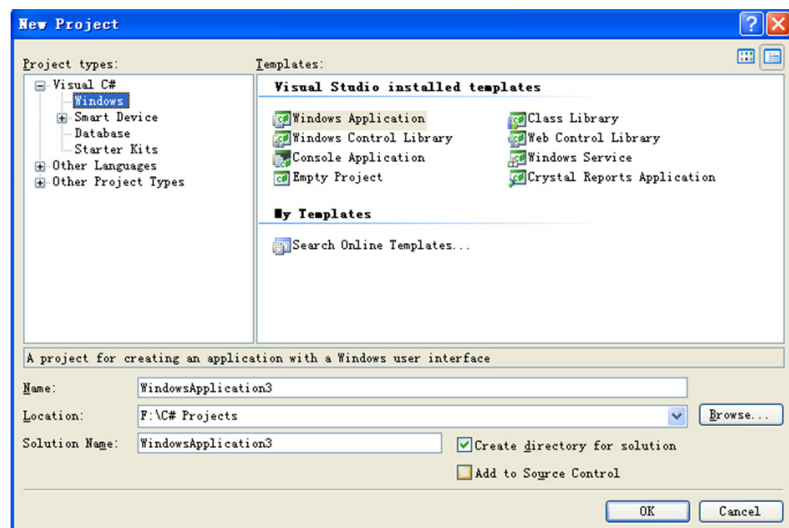 New Project
Project types:
Templates:
Visual C#
Windows
Smart Device
Database
Starter Kits
Other Languages
Other Project Types
Visual Studio installed templates
Windows Application
Class Library
Windows Control Library
Web Control Library
Console Application
Windows Service
Empty Project
Crystal Reports Application
My Templates
Search Online Templates...
A project for creating an application with a Windows user interface
Name: WindowsApplication3
Location: F:\C# Projects Browse...
Solution Name: WindowsApplication3
Create directory for solution
Add to Source Control
OK Cancel